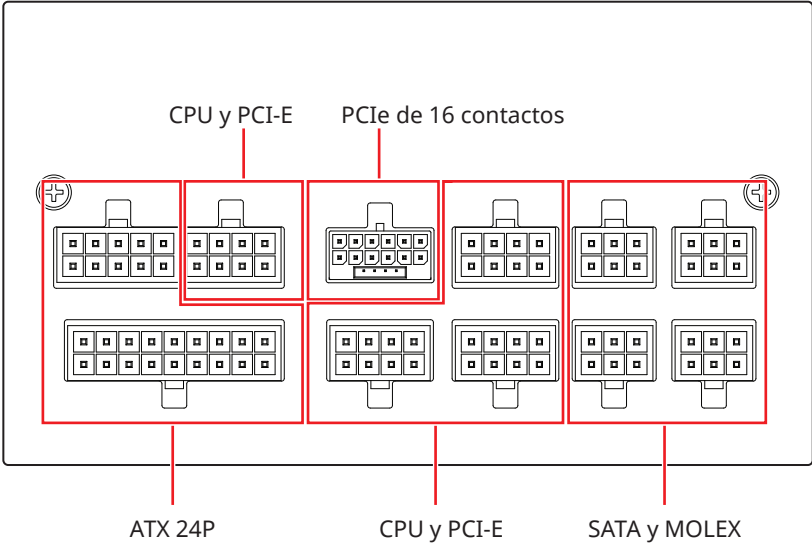 CPU y PCI-E
PCIe de 16 contactos
ATX 24P
CPU y PCI-E
SATA y MOLEX